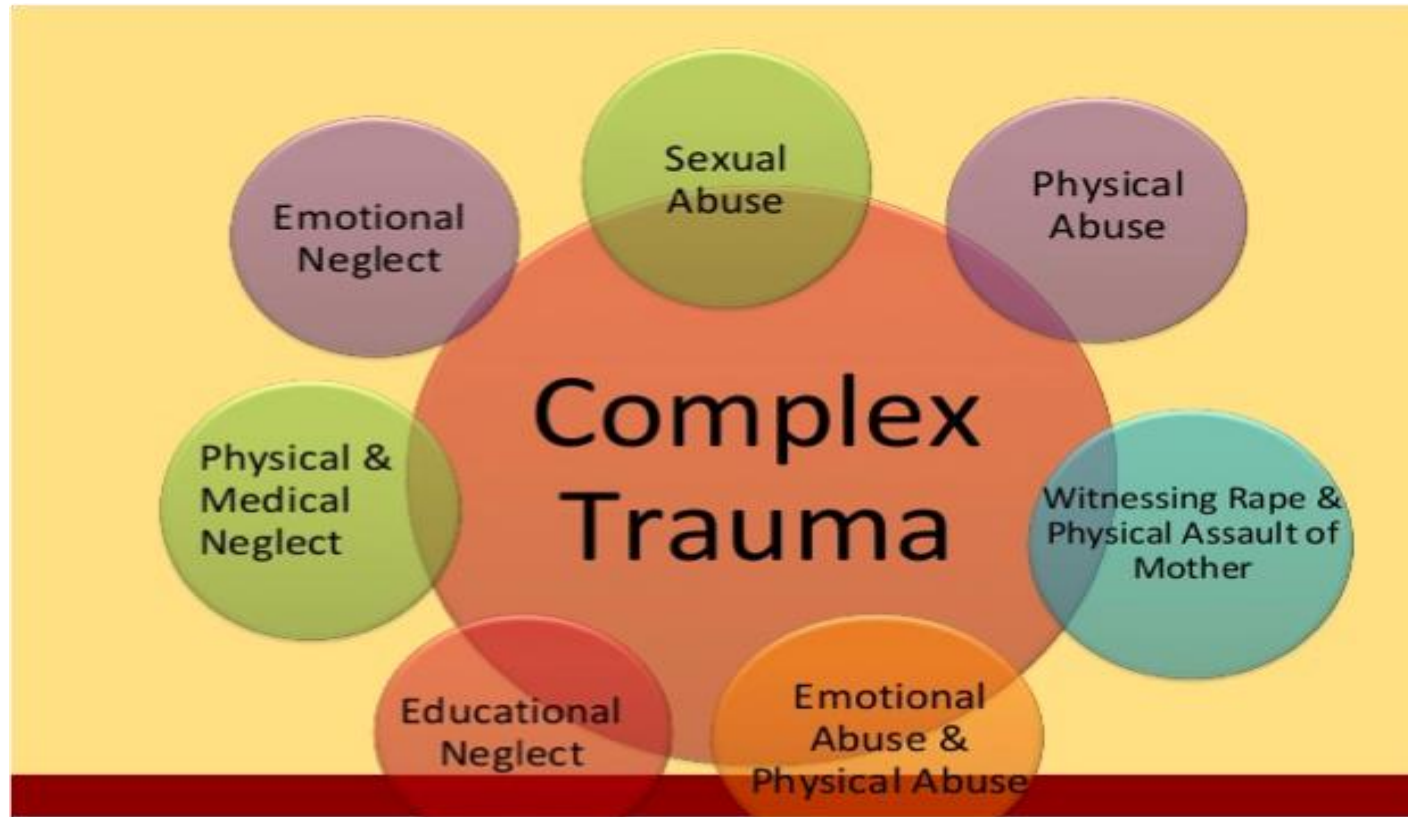 Sexual
Abuse
Physical
Abuse
Emotional
Neglect
Complex
Trauma
Physical &
Medical
Neglect
Witnessing Rape &
Physical Assault of
Mother
Educational
Neglect
Emotional
Abuse &
Physical Abuse